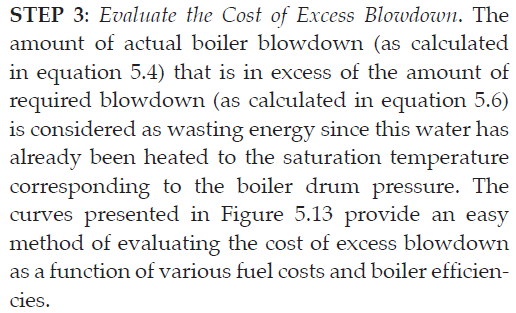 STEP 3: Evaluate the Cost of Excess Blowdown. The
amount of actual boiler blowdown (as calculated
in equation 5.4) that is in excess of the amount of
required blowdown (as calculated in equation 5.6)
is considered as wasting energy since this water has
already been heated to the saturation temperature
corresponding to the boiler drum pressure. The
curves presented in Figure 5.13 provide an easy
method of evaluating the cost of excess blowdown
as a function of various fuel costs and boiler efficien-
cies.